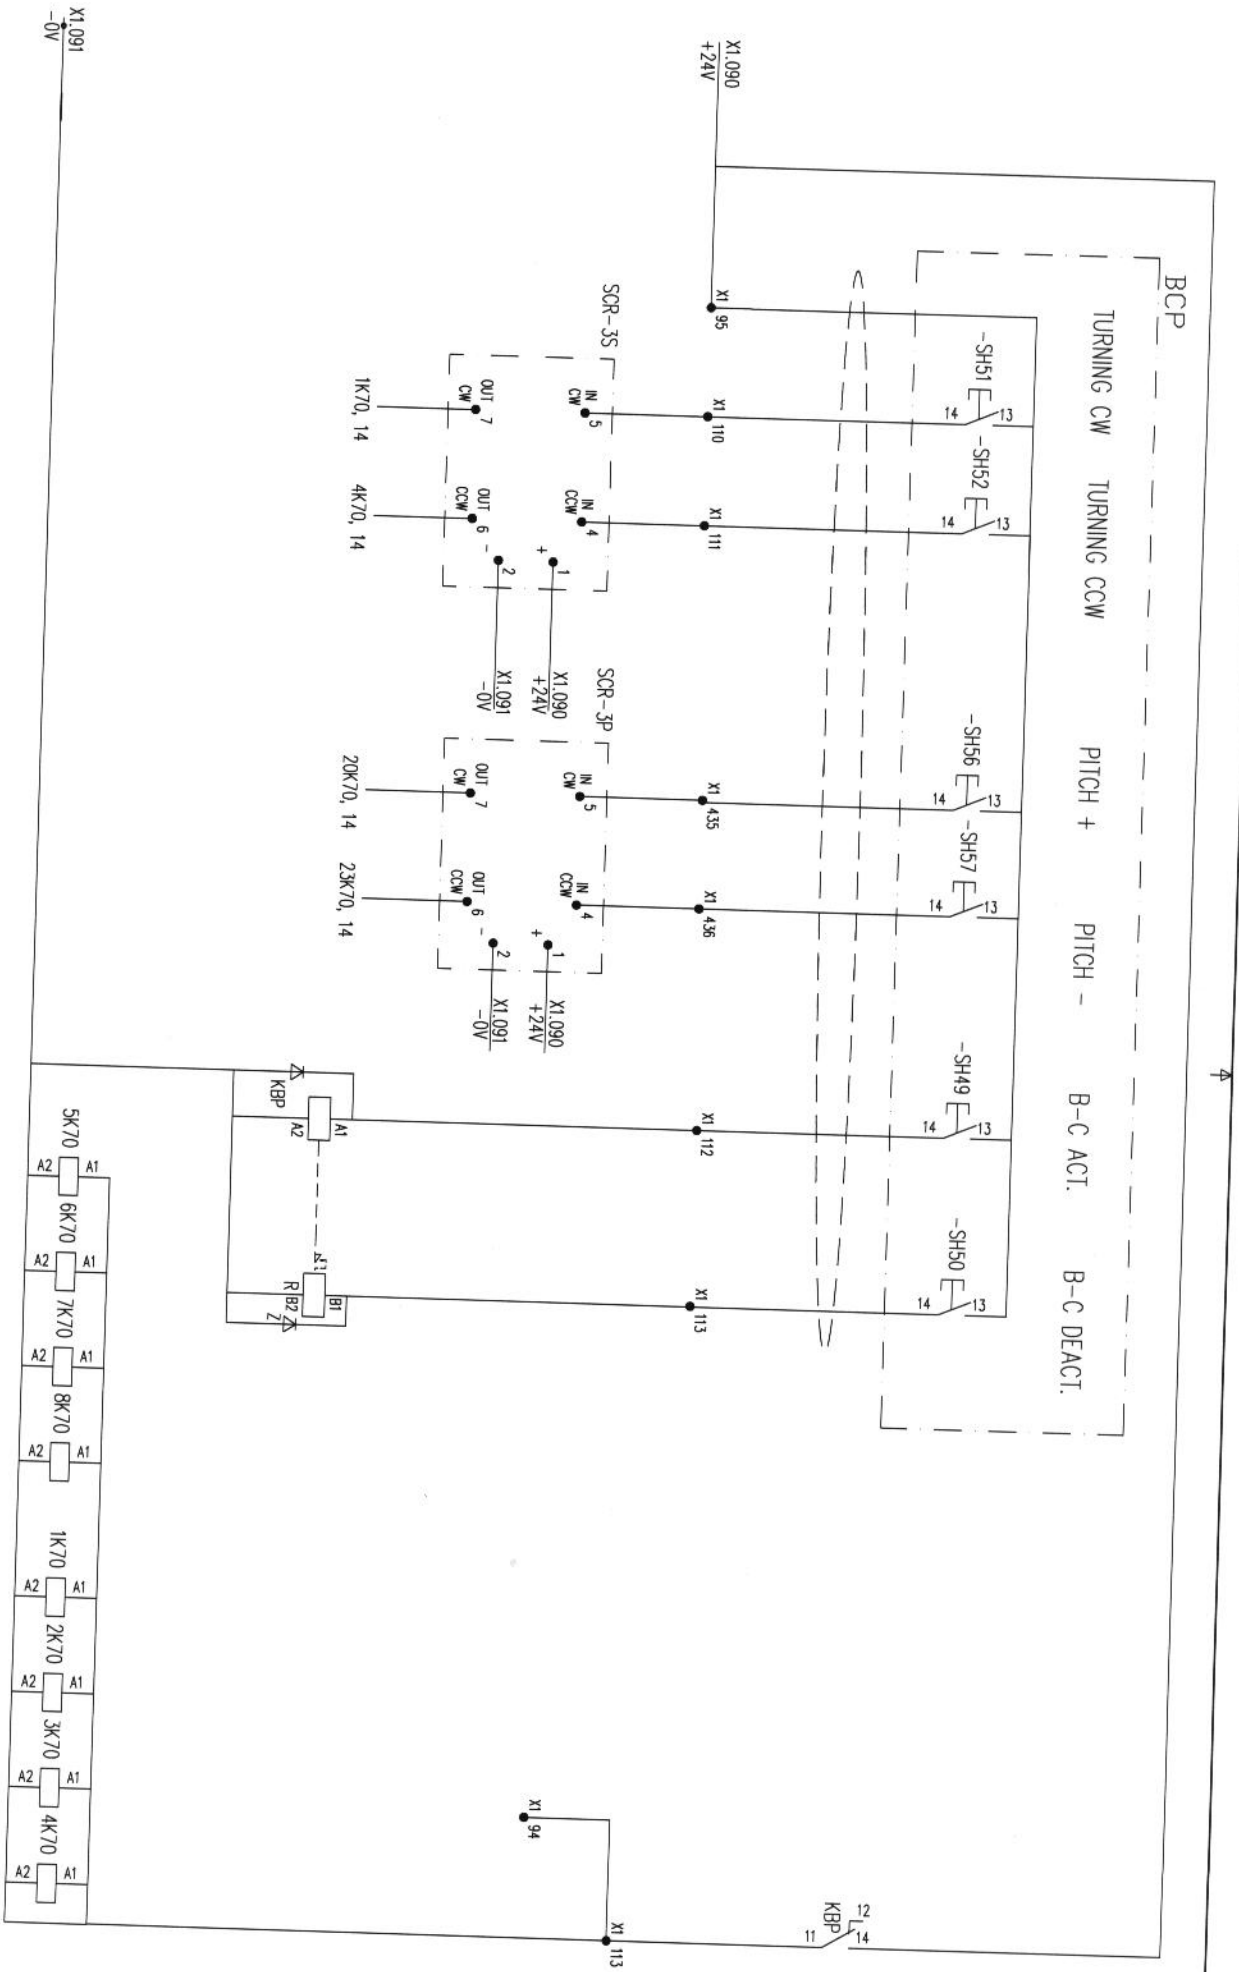 X1.091
-0V
X1.090
+24V
BCP
TURNING CW
TURNING CCW
PITCH +
PITCH -
B-C ACT.
B-C DEACT.
-SH51
14
13
-SH52
14
13
-SH56
14
13
-SH57
14
13
-SH49
14
13
-SH50
14
13
X1
95
X1
110
X1
111
X1
435
X1
436
X1
112
X1
113
SCR-3S
IN
CW
5
IN
CCW
4
OUT
CW
7
OUT
CCW
6
+
1
-
2
X1.090
+24V
X1.091
-0V
1K70, 14
4K70, 14
SCR-3P
IN
CW
5
IN
CCW
4
OUT
CW
7
OUT
CCW
6
+
1
-
2
X1.090
+24V
X1.091
-0V
20K70, 14
23K70, 14
KBP
A1
A2
R
B1
B2
Z
KBP
12
14
11
X1
94
X1
113
5K70
A2
A1
6K70
A2
A1
7K70
A2
A1
8K70
A2
A1
1K70
A2
A1
2K70
A2
A1
3K70
A2
A1
4K70
A2
A1